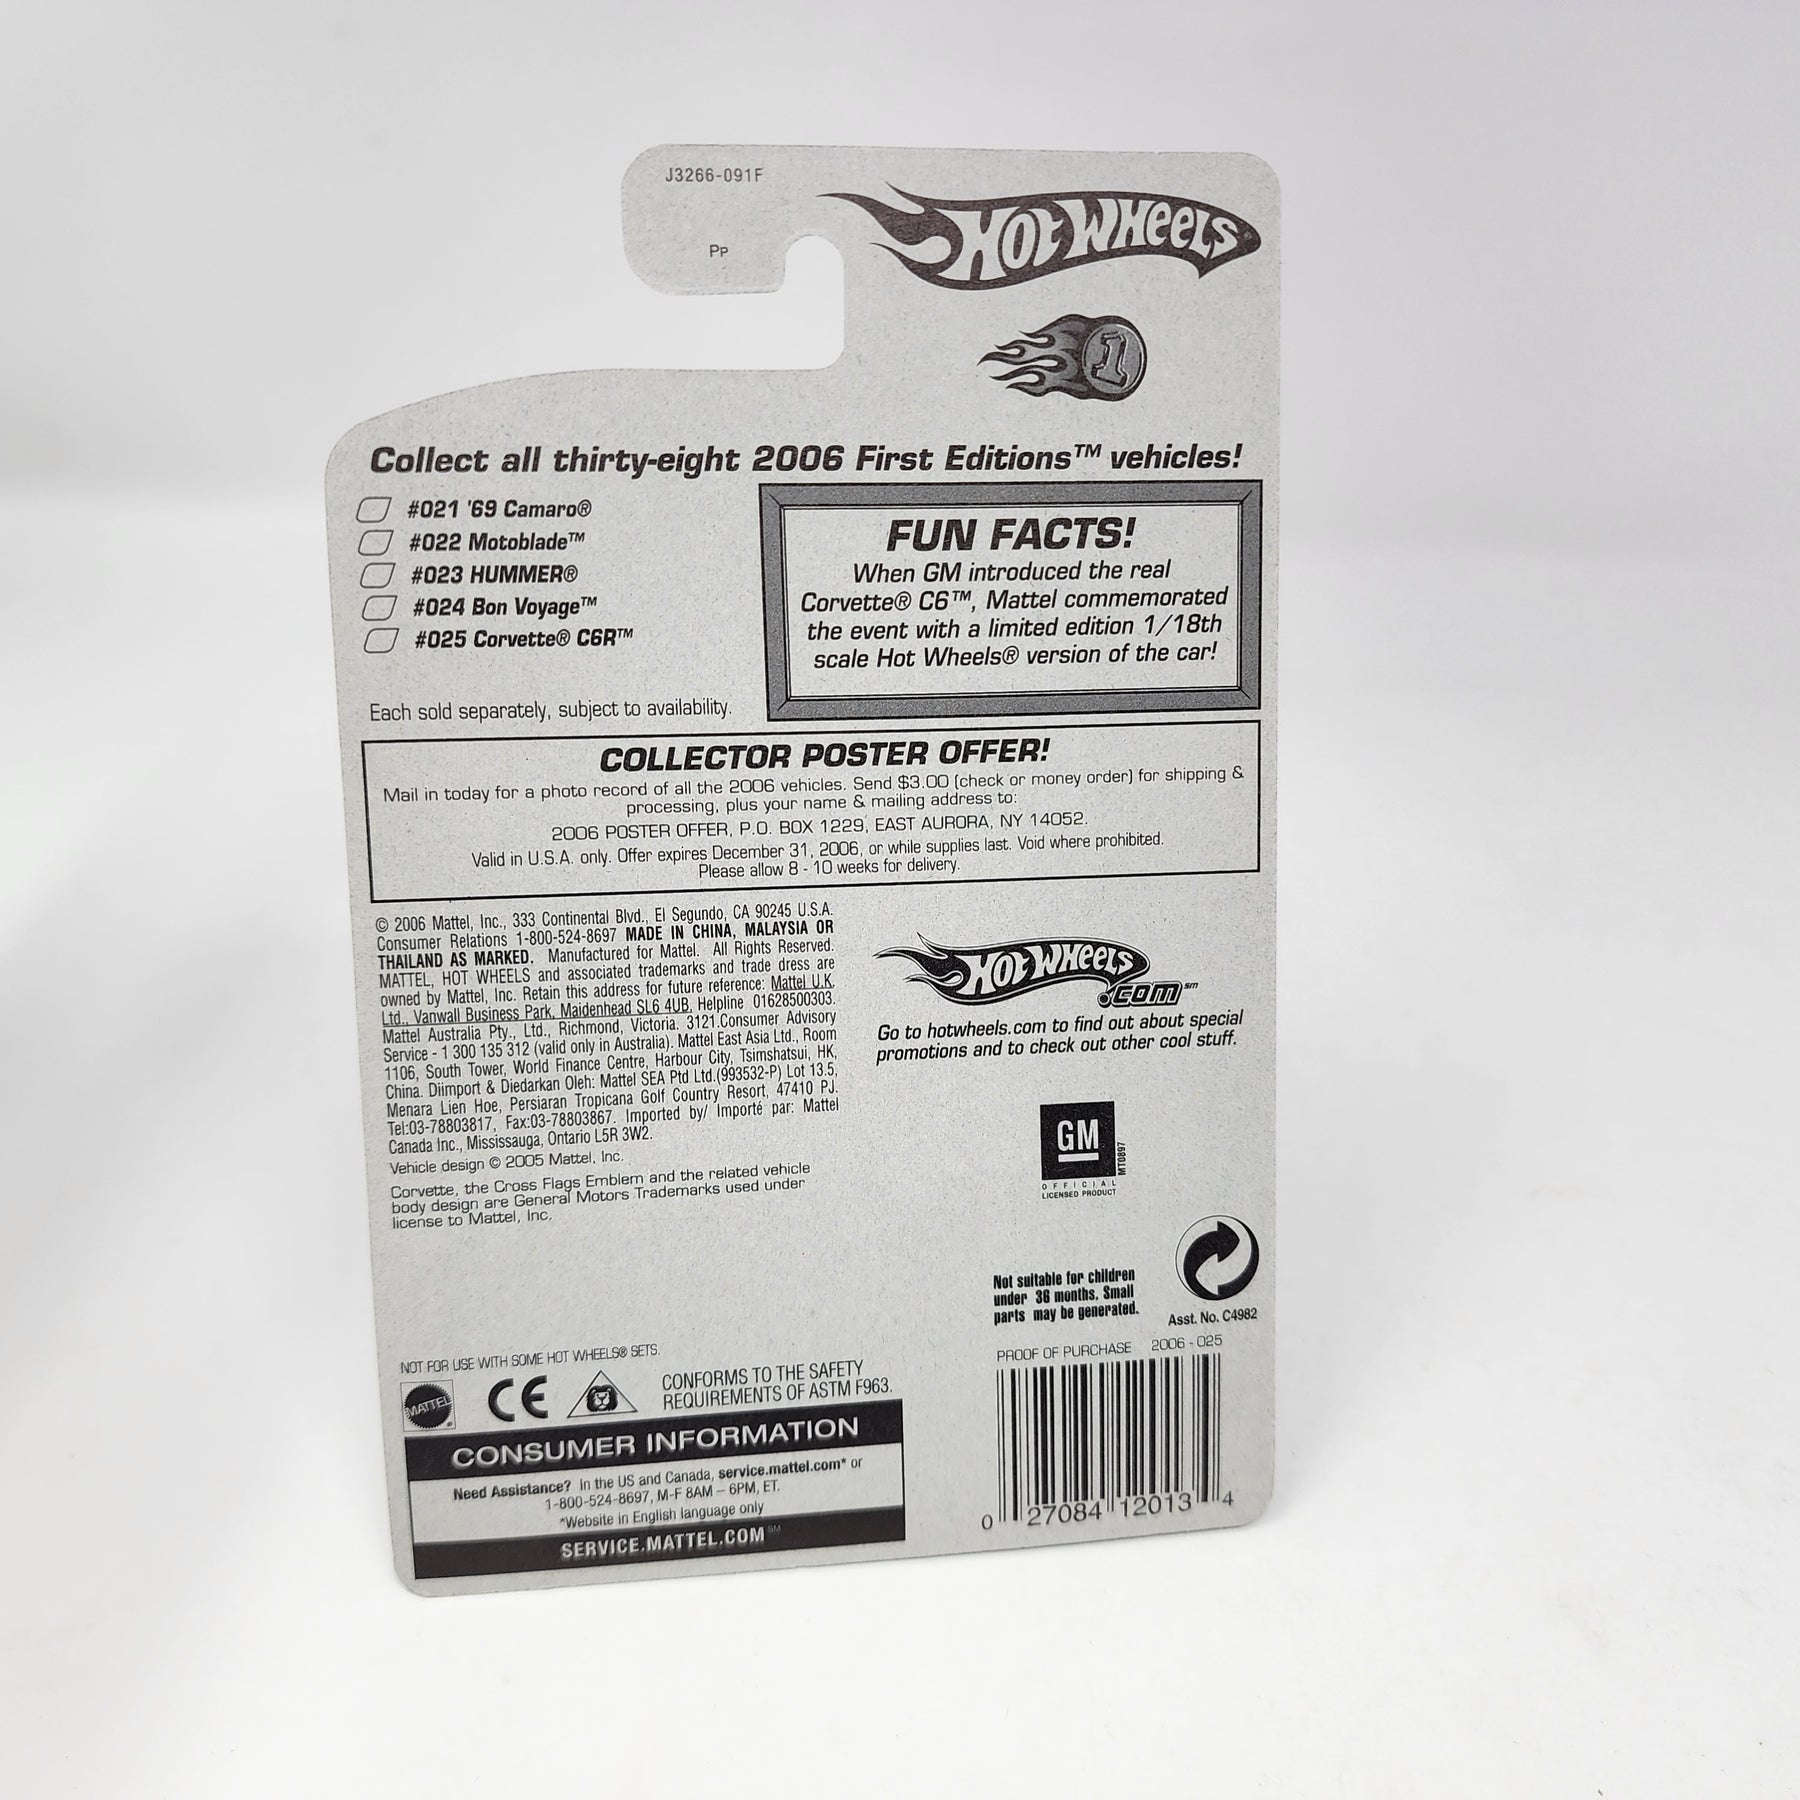 J3266-091F
Pp
HOT WHEELS®
1
Collect all thirty-eight 2006 First Editions™ vehicles!
#021 '69 Camaro®
#022 Motoblade™
#023 HUMMER®
#024 Bon Voyage™
#025 Corvette® C6R™
Each sold separately, subject to availability.
FUN FACTS!
When GM introduced the real
Corvette® C6™, Mattel commemorated
the event with a limited edition 1/18th
scale Hot Wheels® version of the car!
COLLECTOR POSTER OFFER!
Mail in today for a photo record of all the 2006 vehicles. Send $3.00 (check or money order) for shipping &
processing, plus your name & mailing address to:
2006 POSTER OFFER, P.O. BOX 1229, EAST AURORA, NY 14052.
Valid in U.S.A. only. Offer expires December 31, 2006, or while supplies last. Void where prohibited.
Please allow 8 - 10 weeks for delivery.
© 2006 Mattel, Inc., 333 Continental Blvd., El Segundo, CA 90245 U.S.A.
Consumer Relations 1-800-524-8697 MADE IN CHINA, MALAYSIA OR
THAILAND AS MARKED. Manufactured for Mattel. All Rights Reserved.
MATTEL, HOT WHEELS and associated trademarks and trade dress are
owned by Mattel, Inc. Retain this address for future reference: Mattel U.K.
Ltd., Vanwall Business Park, Maidenhead SL6 4UB, Helpline 01628500303.
Mattel Australia Pty., Ltd., Richmond, Victoria. 3121.Consumer Advisory
Service - 1 300 135 312 (valid only in Australia). Mattel East Asia Ltd., Room
1106, South Tower, World Finance Centre, Harbour City, Tsimshatsui, HK,
China. Diimport & Diedarkan Oleh: Mattel SEA Ptd Ltd.(993532-P) Lot 13.5,
Menara Lien Hoe, Persiaran Tropicana Golf Country Resort, 47410 PJ.
Tel:03-78803817, Fax:03-78803867. Imported by/ Importé par: Mattel
Canada Inc., Mississauga, Ontario L5R 3W2.
Vehicle design © 2005 Mattel, Inc.
Corvette, the Cross Flags Emblem and the related vehicle
body design are General Motors Trademarks used under
license to Mattel, Inc.
HOT WHEELS
.COM℠
Go to hotwheels.com to find out about special
promotions and to check out other cool stuff.
GM
MT0897
OFFICIAL
LICENSED PRODUCT
Not suitable for children
under 36 months. Small
parts may be generated.
Asst. No. C4982
PROOF OF PURCHASE 2006 - 025
0 27084 12013 4
NOT FOR USE WITH SOME HOT WHEELS® SETS.
MATTEL®
CE
CONFORMS TO THE SAFETY
REQUIREMENTS OF ASTM F963.
CONSUMER INFORMATION
Need Assistance? In the US and Canada, service.mattel.com* or
1-800-524-8697, M-F 8AM – 6PM, ET.
*Website in English language only
SERVICE.MATTEL.COM℠